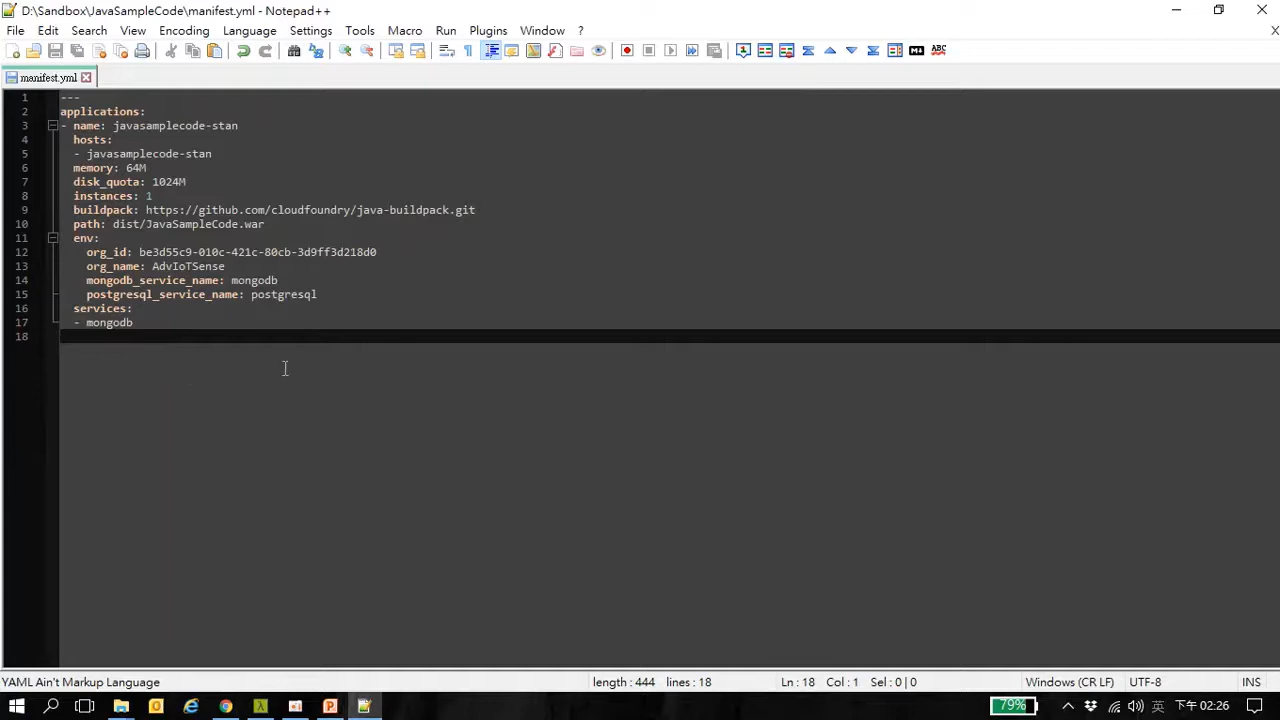 D:\Sandbox\JavaSampleCode\manifest.yml - Notepad++
File Edit Search View Encoding Language Settings Tools Macro Run Plugins Window ? X
ABC
manifest.yml
1 ---
2 applications:
3 - name: javasamplecode-stan
4 hosts:
5 - javasamplecode-stan
6 memory: 64M
7 disk_quota: 1024M
8 instances: 1
9 buildpack: https://github.com/cloudfoundry/java-buildpack.git
10 path: dist/JavaSampleCode.war
11 env:
12 org_id: be3d55c9-010c-421c-80cb-3d9ff3d218d0
13 org_name: AdvIoTSense
14 mongodb_service_name: mongodb
15 postgresql_service_name: postgresql
16 services:
17 - mongodb
18
YAML Ain't Markup Language length : 444 lines : 18 Ln : 18 Col : 1 Sel : 0 | 0 Windows (CR LF) UTF-8 INS
79% 英 下午 02:26